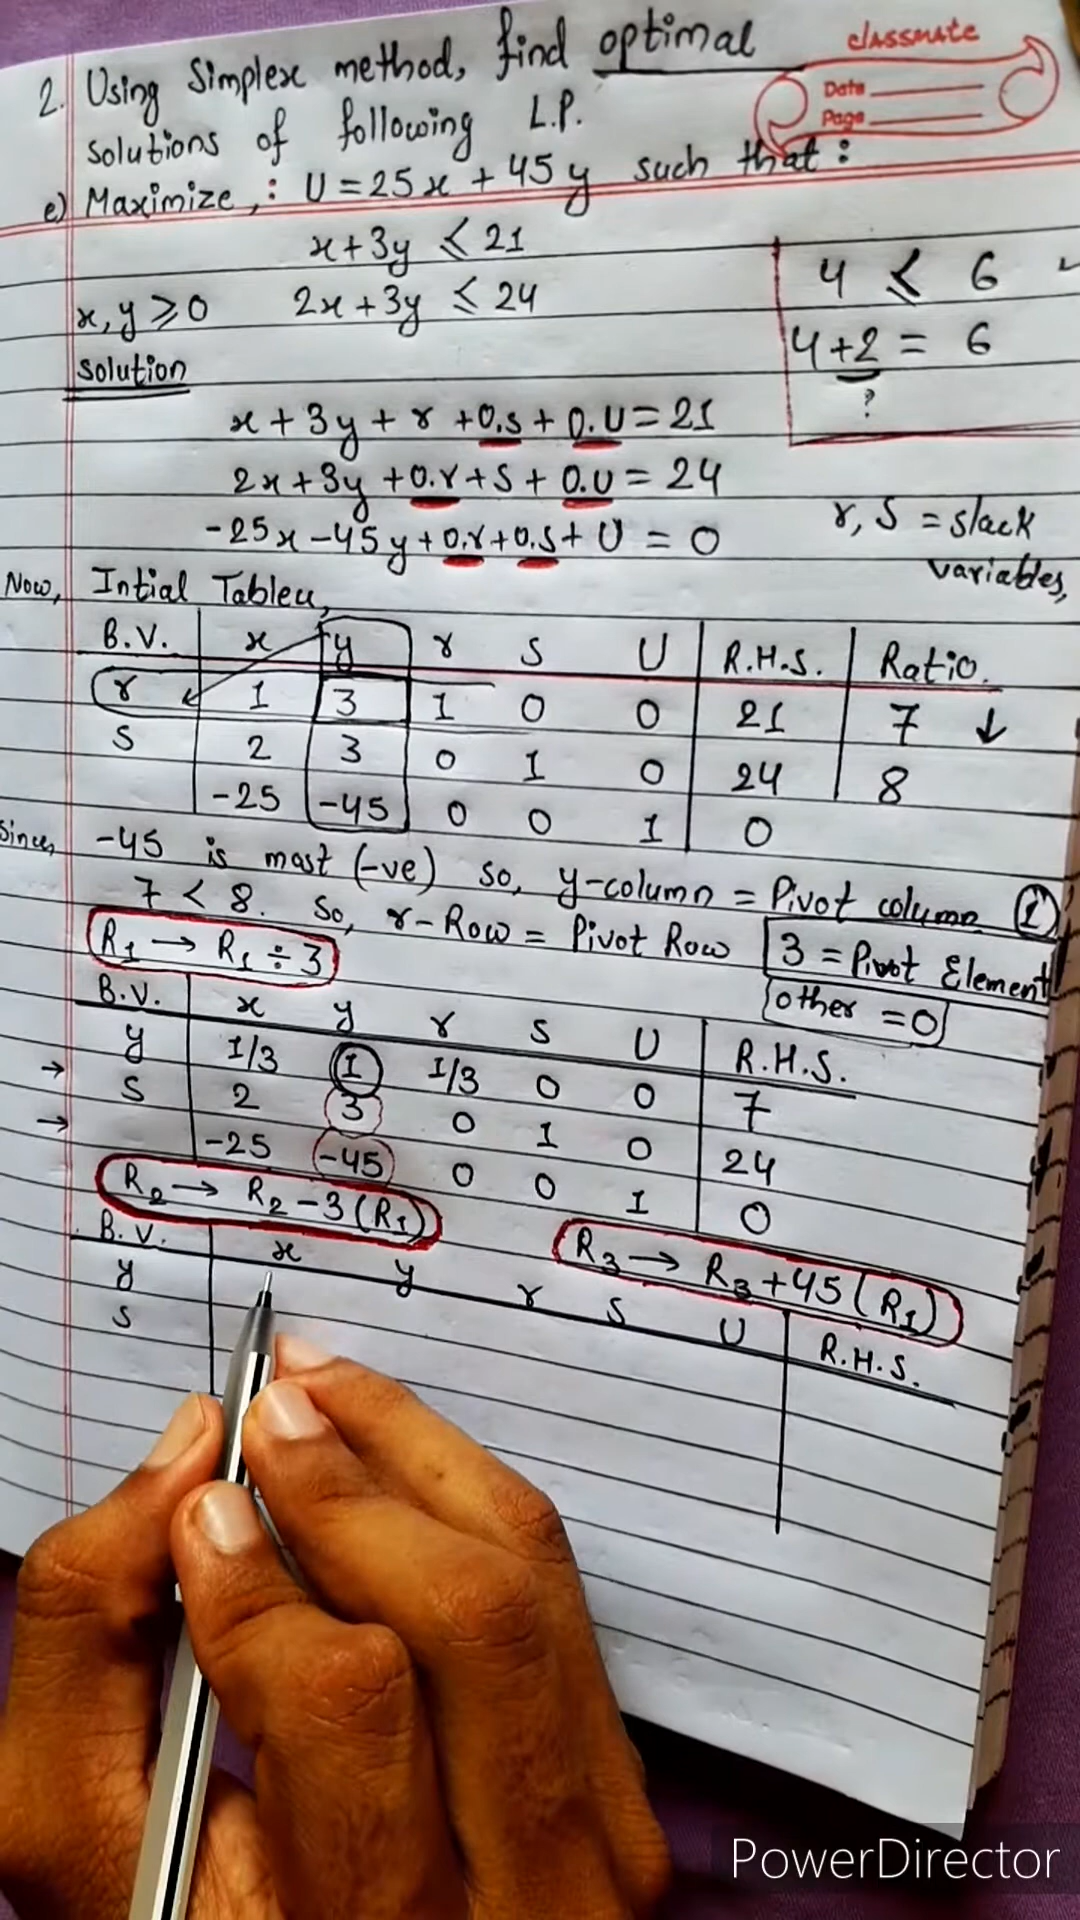 classmate
Date
Page
2. Using Simplex method, find optimal
solutions of following L.P.
e) Maximize,: U = 25x + 45y such that:
x + 3y ≤ 21
x, y ≥ 0 2x + 3y ≤ 24
4 ≤ 6
4 + 2 = 6
?
solution
x + 3y + r + 0.s + 0.U = 21
2x + 3y + 0.r + S + 0.U = 24
-25x - 45y + 0.r + 0.s + U = 0
r, S = slack
variables,
Now, Intial Tableu,
B.V. x y r S U R.H.S. Ratio.
r 1 3 1 0 0 21 7 ↓
S 2 3 0 1 0 24 8
-25 -45 0 0 1 0
Since, -45 is most (-ve) so, y-column = Pivot column ①
7 < 8. So, r-Row = Pivot Row 3 = Pivot Element
R₁ → R₁ ÷ 3
other = 0
B.V. x y r S U R.H.S.
y 1/3 1 1/3 0 0 7
→ S 2 3 0 1 0 24
→ -25 -45 0 0 1 0
R₂ → R₂ - 3(R₁) R₃ → R₃ + 45(R₁)
B.V. x y r S U R.H.S.
y
S
PowerDirector